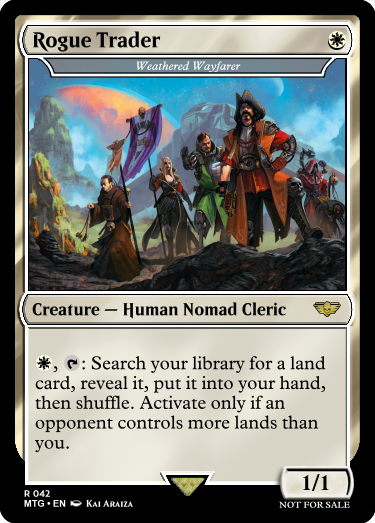 Rogue Trader
Weathered Wayfarer
Creature — Human Nomad Cleric
: Search your library for a land
card, reveal it, put it into your hand,
then shuffle. Activate only if an
opponent controls more lands than
you.
1/1
R 042
MTG • EN Kai Araiza
NOT FOR SALE